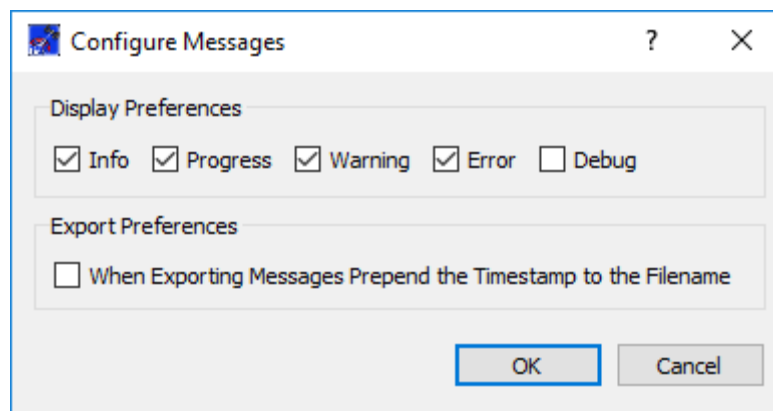 Configure Messages ?
Display Preferences
Info Progress Warning Error Debug
Export Preferences
When Exporting Messages Prepend the Timestamp to the Filename
OK Cancel